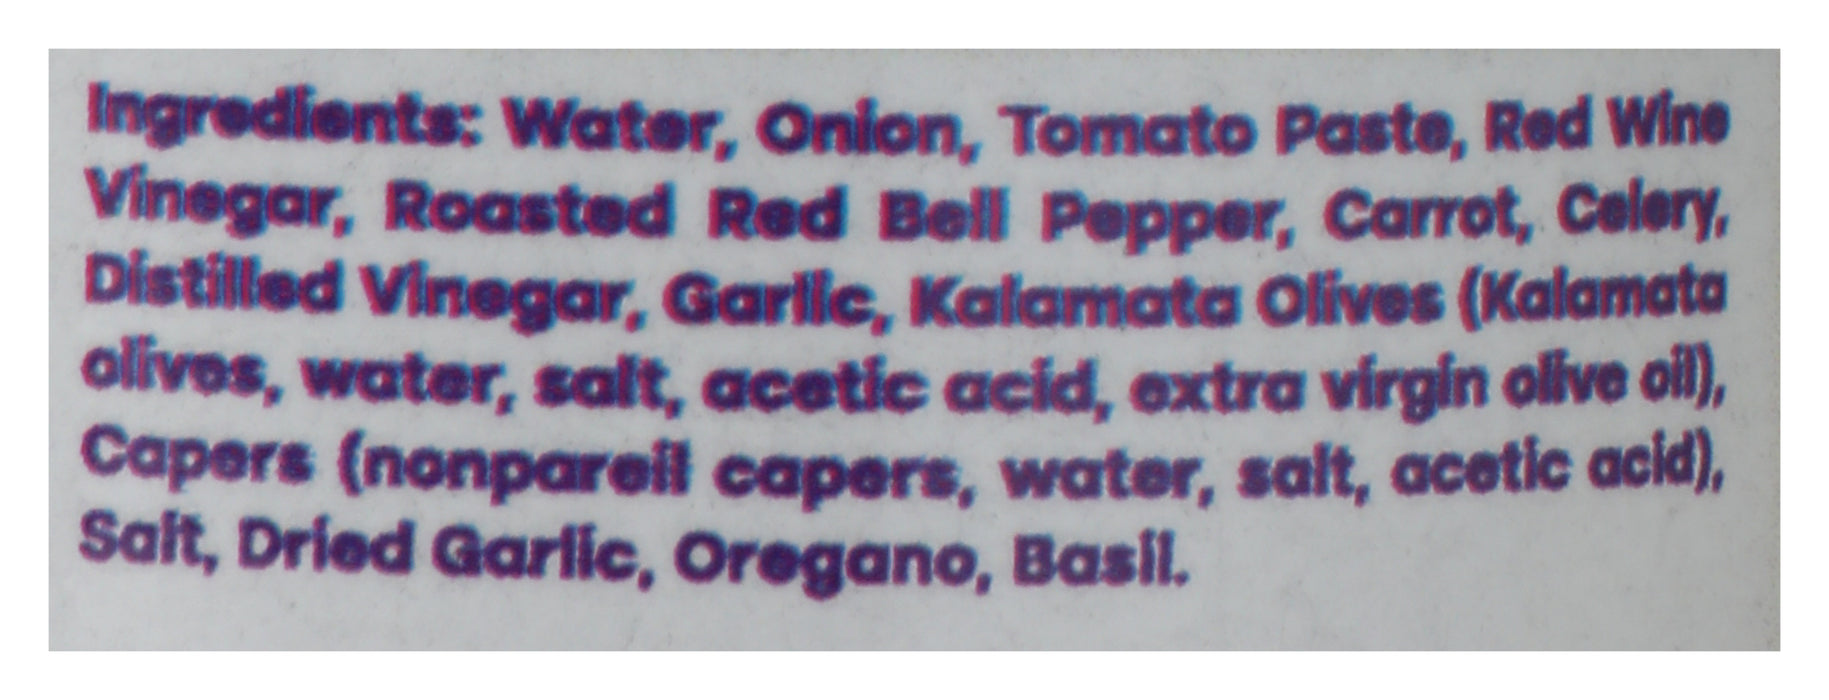 Ingredients: Water, Onion, Tomato Paste, Red Wine
Vinegar, Roasted Red Bell Pepper, Carrot, Celery,
Distilled Vinegar, Garlic, Kalamata Olives (Kalamata
olives, water, salt, acetic acid, extra virgin olive oil),
Capers (nonpareil capers, water, salt, acetic acid),
Salt, Dried Garlic, Oregano, Basil.